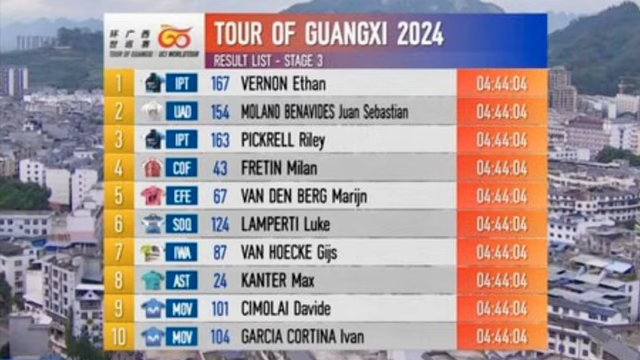 环广西
TOUR OF GUANGXI
UCI WORLDTOUR
TOUR OF GUANGXI 2024
RESULT LIST - STAGE 3
1 IPT 167 VERNON Ethan 04:44:04
2 UAD 154 MOLANO BENAVIDES Juan Sebastian 04:44:04
3 IPT 163 PICKRELL Riley 04:44:04
4 COF 43 FRETIN Milan 04:44:04
5 EFE 67 VAN DEN BERG Marijn 04:44:04
6 SOQ 124 LAMPERTI Luke 04:44:04
7 IWA 87 VAN HOECKE Gijs 04:44:04
8 AST 24 KANTER Max 04:44:04
9 MOV 101 CIMOLAI Davide 04:44:04
10 MOV 104 GARCIA CORTINA Ivan 04:44:04